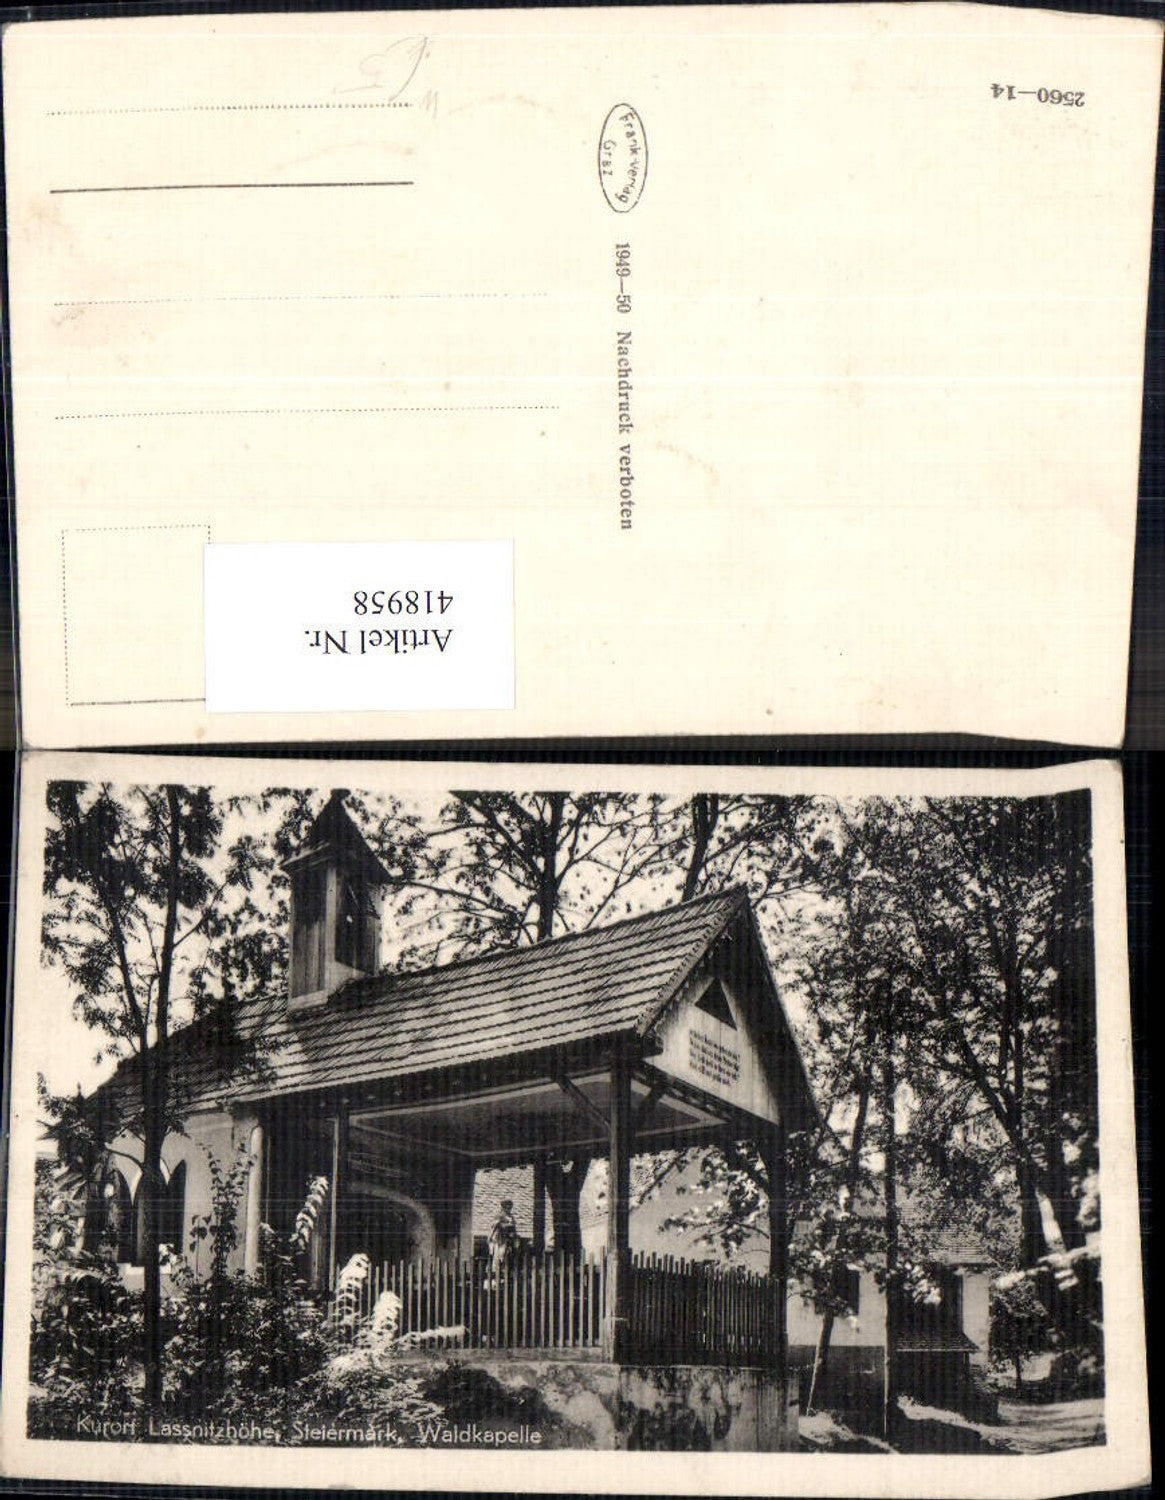 2560—14
Frank-Verlag
Graz
1949—50 Nachdruck verboten
Artikel Nr.
418958
Kurort Lassnitzhöhe, Steiermark, Waldkapelle